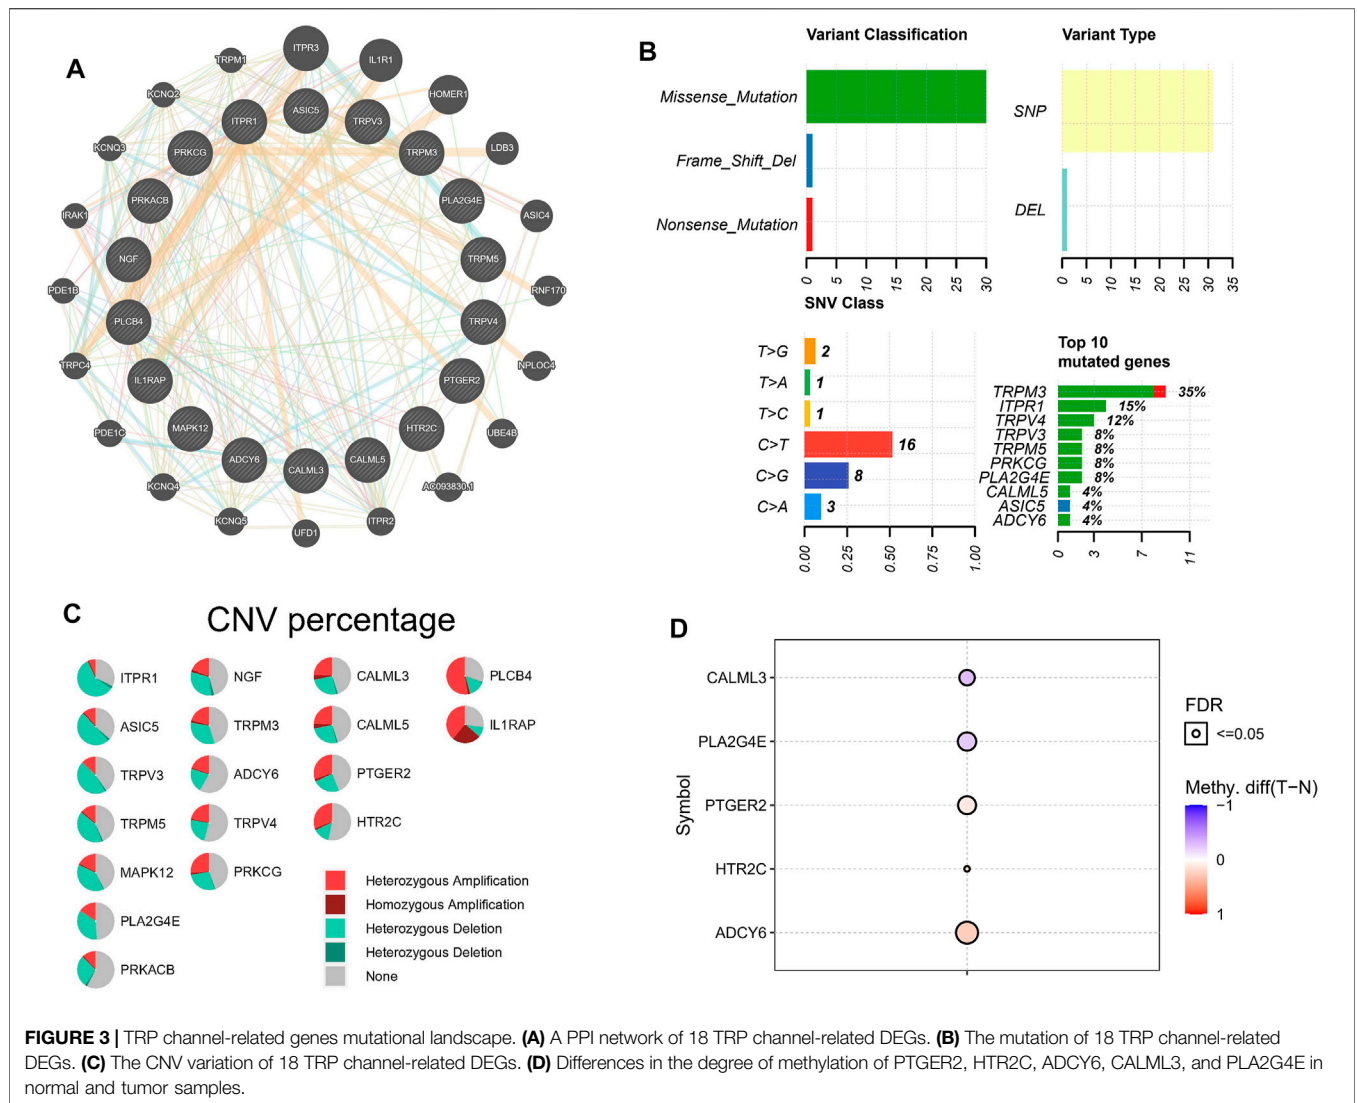 A
ITPR3
TRPM1
IL1R1
KCNQ2
HOMER1
ASIC5
ITPR1
TRPV3
KCNQ3
PRKCG
TRPM3
LDB3
PRKACB
PLA2G4E
IRAK1
ASIC4
NGF
TRPM5
PDE1B
RNF170
PLCB4
TRPV4
TRPC4
NPLOC4
IL1RAP
PTGER2
PDE1C
MAPK12
HTR2C
UBE4B
ADCY6
CALML3
CALML5
KCNQ4
AC093830.1
KCNQ5
UFD1
ITPR2
B
Variant Classification
Missense_Mutation
Frame_Shift_Del
Nonsense_Mutation
0 5 10 15 20 25 30
Variant Type
SNP
DEL
0 5 10 15 20 25 30 35
SNV Class
T>G 2
T>A 1
T>C 1
C>T 16
C>G 8
C>A 3
0.00 0.25 0.50 0.75 1.00
Top 10
mutated genes
TRPM3 35%
ITPR1 15%
TRPV4 12%
TRPV3 8%
TRPM5 8%
PRKCG 8%
PLA2G4E 8%
CALML5 4%
ASIC5 4%
ADCY6 4%
0 3 7 11
C
CNV percentage
ITPR1 NGF CALML3 PLCB4
ASIC5 TRPM3 CALML5 IL1RAP
TRPV3 ADCY6 PTGER2
TRPM5 TRPV4 HTR2C
MAPK12 PRKCG
PLA2G4E
PRKACB
Heterozygous Amplification
Homozygous Amplification
Heterozygous Deletion
Heterozygous Deletion
None
D
Symbol
CALML3
PLA2G4E
PTGER2
HTR2C
ADCY6
FDR
<=0.05
Methy. diff(T−N)
−1
0
1
FIGURE 3 | TRP channel-related genes mutational landscape. (A) A PPI network of 18 TRP channel-related DEGs. (B) The mutation of 18 TRP channel-related
DEGs. (C) The CNV variation of 18 TRP channel-related DEGs. (D) Differences in the degree of methylation of PTGER2, HTR2C, ADCY6, CALML3, and PLA2G4E in
normal and tumor samples.